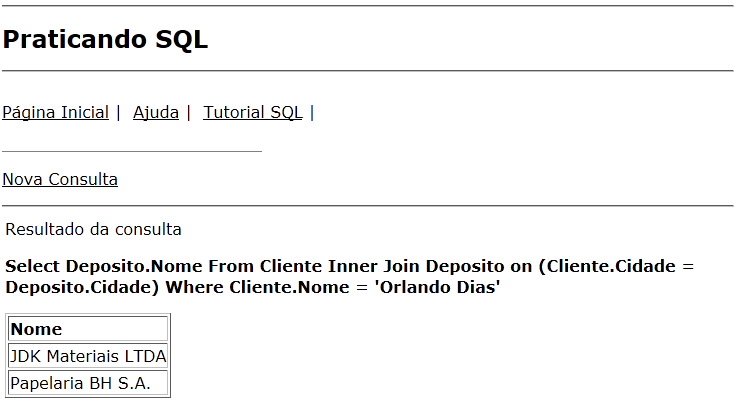 Praticando SQL
Página Inicial | Ajuda | Tutorial SQL |
Nova Consulta
Resultado da consulta
Select Deposito.Nome From Cliente Inner Join Deposito on (Cliente.Cidade =
Deposito.Cidade) Where Cliente.Nome = 'Orlando Dias'
Nome
JDK Materiais LTDA
Papelaria BH S.A.